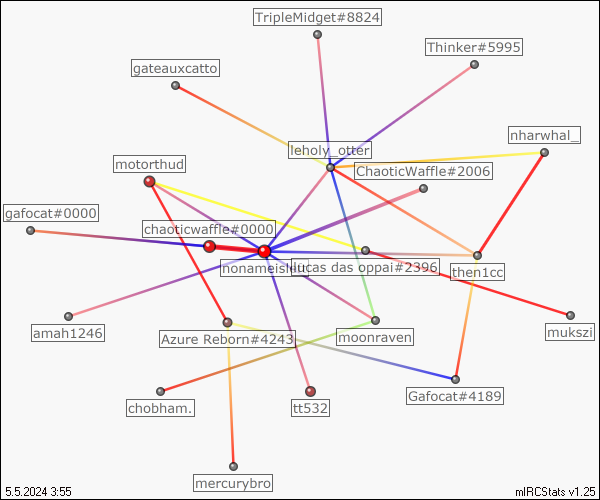 TripleMidget#8824
Thinker#5995
gateauxcatto
nharwhal_
leholy_otter
motorthud
ChaoticWaffle#2006
gafocat#0000
chaoticwaffle#0000
lucas das oppai#2396
then1cc
amah1246
Azure Reborn#4243
moonraven
mukszi
Gafocat#4189
chobham.
tt532
mercurybro
5.5.2024 3:55
mIRCStats v1.25